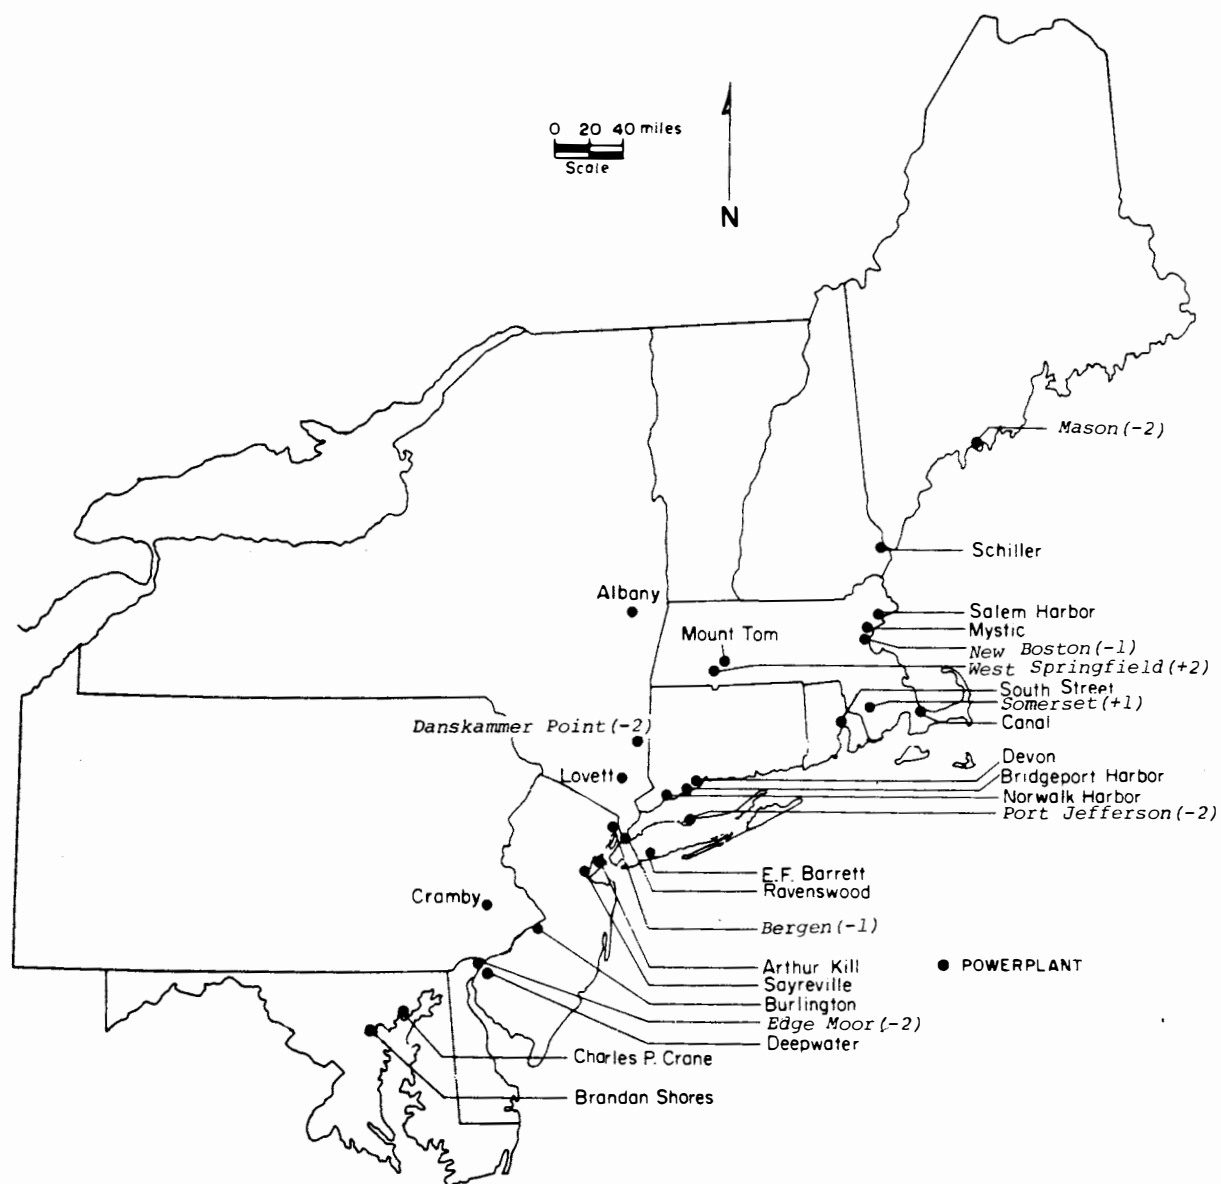 0 20 40 miles
Scale
N
Mason(-2)
Schiller
Albany
Salem Harbor
Mystic
Mount Tom
New Boston(-1)
West Springfield(+2)
South Street
Somerset(+1)
Canal
Danskammer Point(-2)
Devon
Lovett
Bridgeport Harbor
Norwalk Harbor
Port Jefferson(-2)
E.F. Barrett
Ravenswood
Cramby
Bergen(-1)
Arthur Kill
POWERPLANT
Sayreville
Burlington
Edge Moor(-2)
Deepwater
Charles P. Crane
Brandan Shores